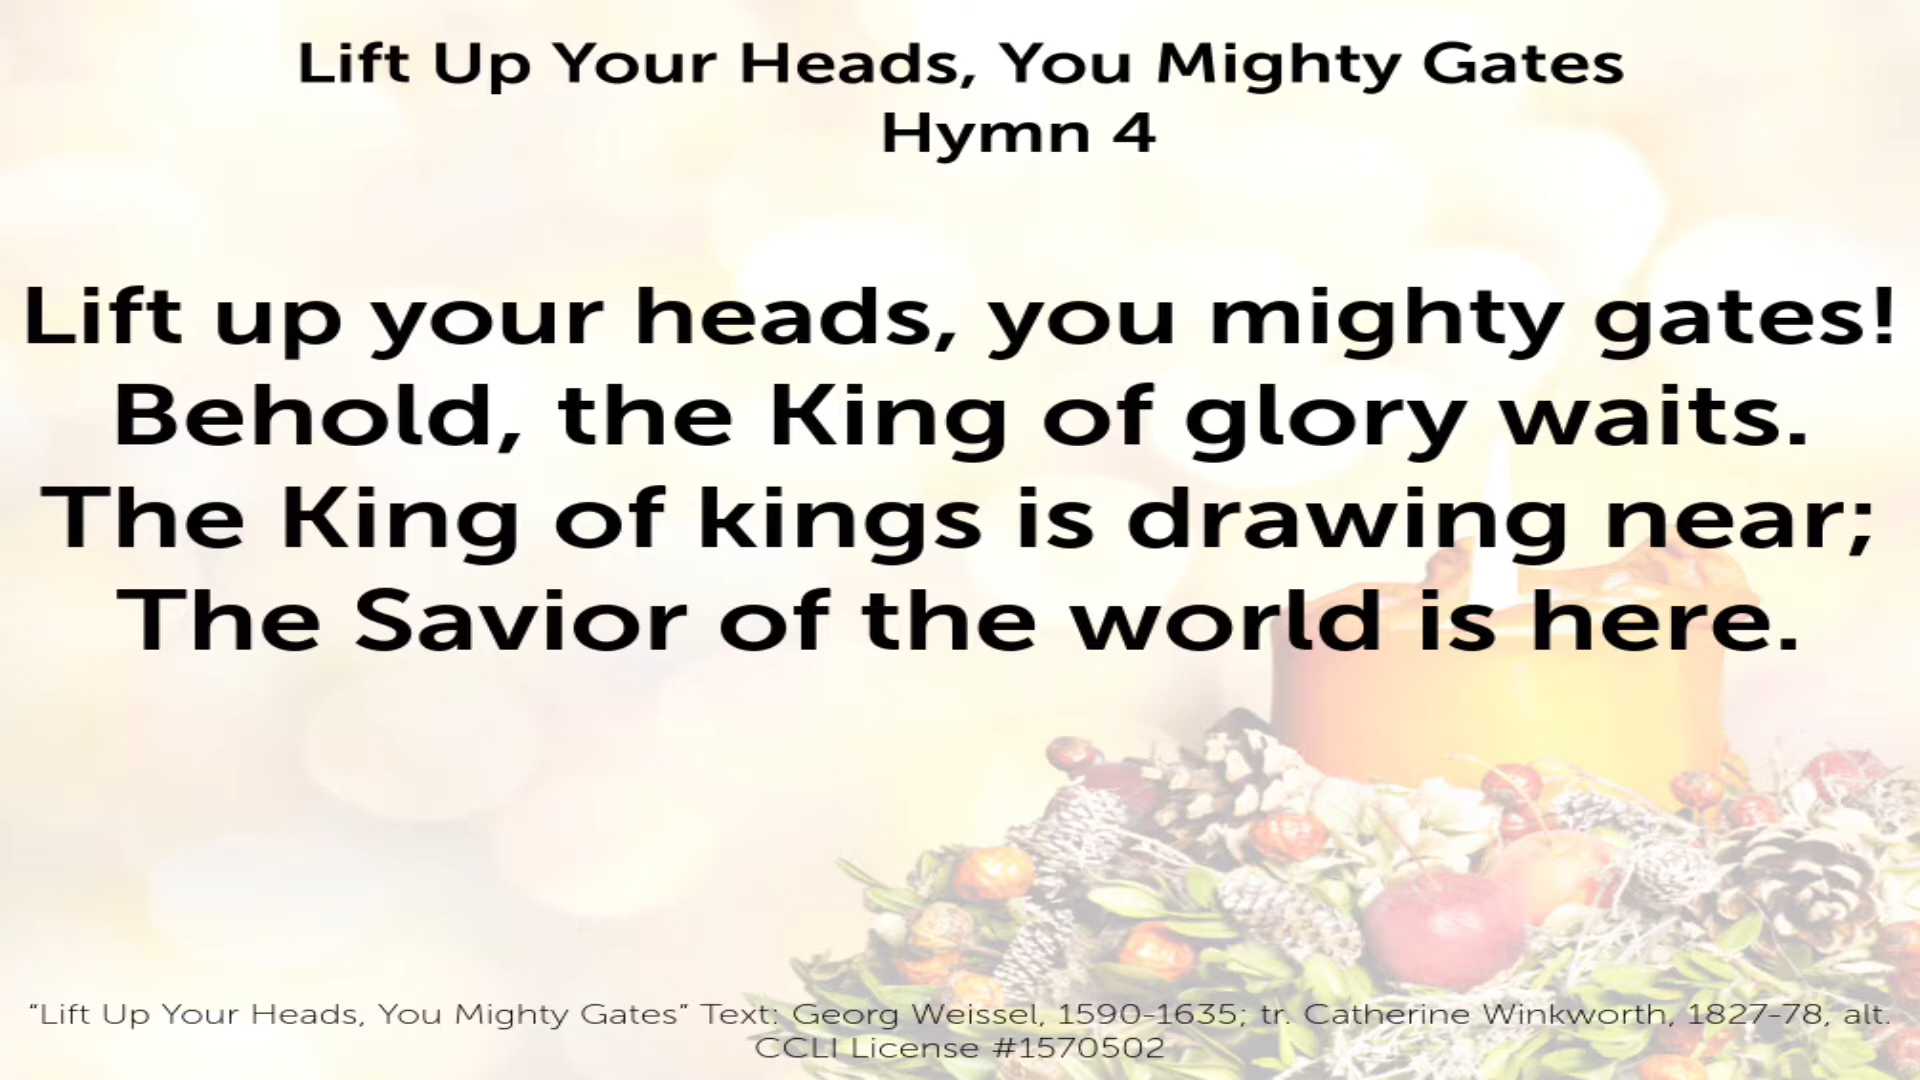 Lift Up Your Heads, You Mighty Gates
Hymn 4
Lift up your heads, you mighty gates!
Behold, the King of glory waits.
The King of kings is drawing near;
The Savior of the world is here.
“Lift Up Your Heads, You Mighty Gates” Text: Georg Weissel, 1590-1635; tr. Catherine Winkworth, 1827-78, alt.
CCLI License #1570502